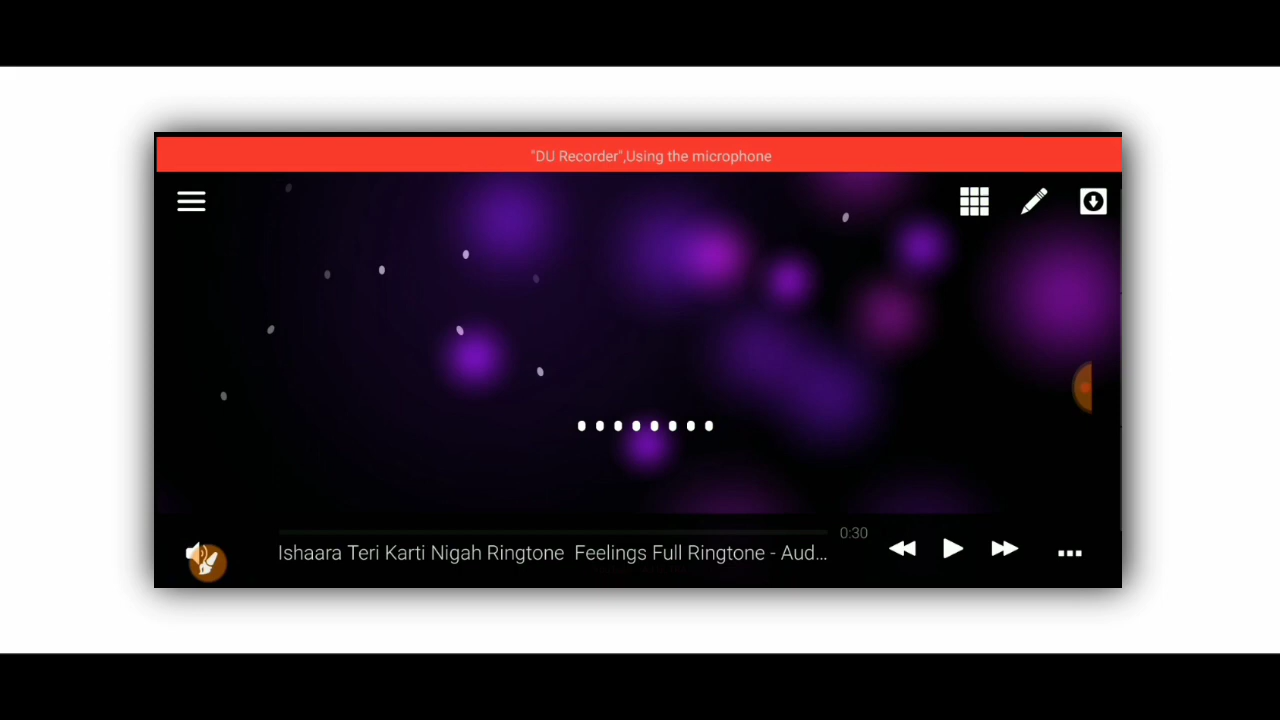 "DU Recorder",Using the microphone
0:30
Ishaara Teri Karti Nigah Ringtone  Feelings Full Ringtone - Aud...